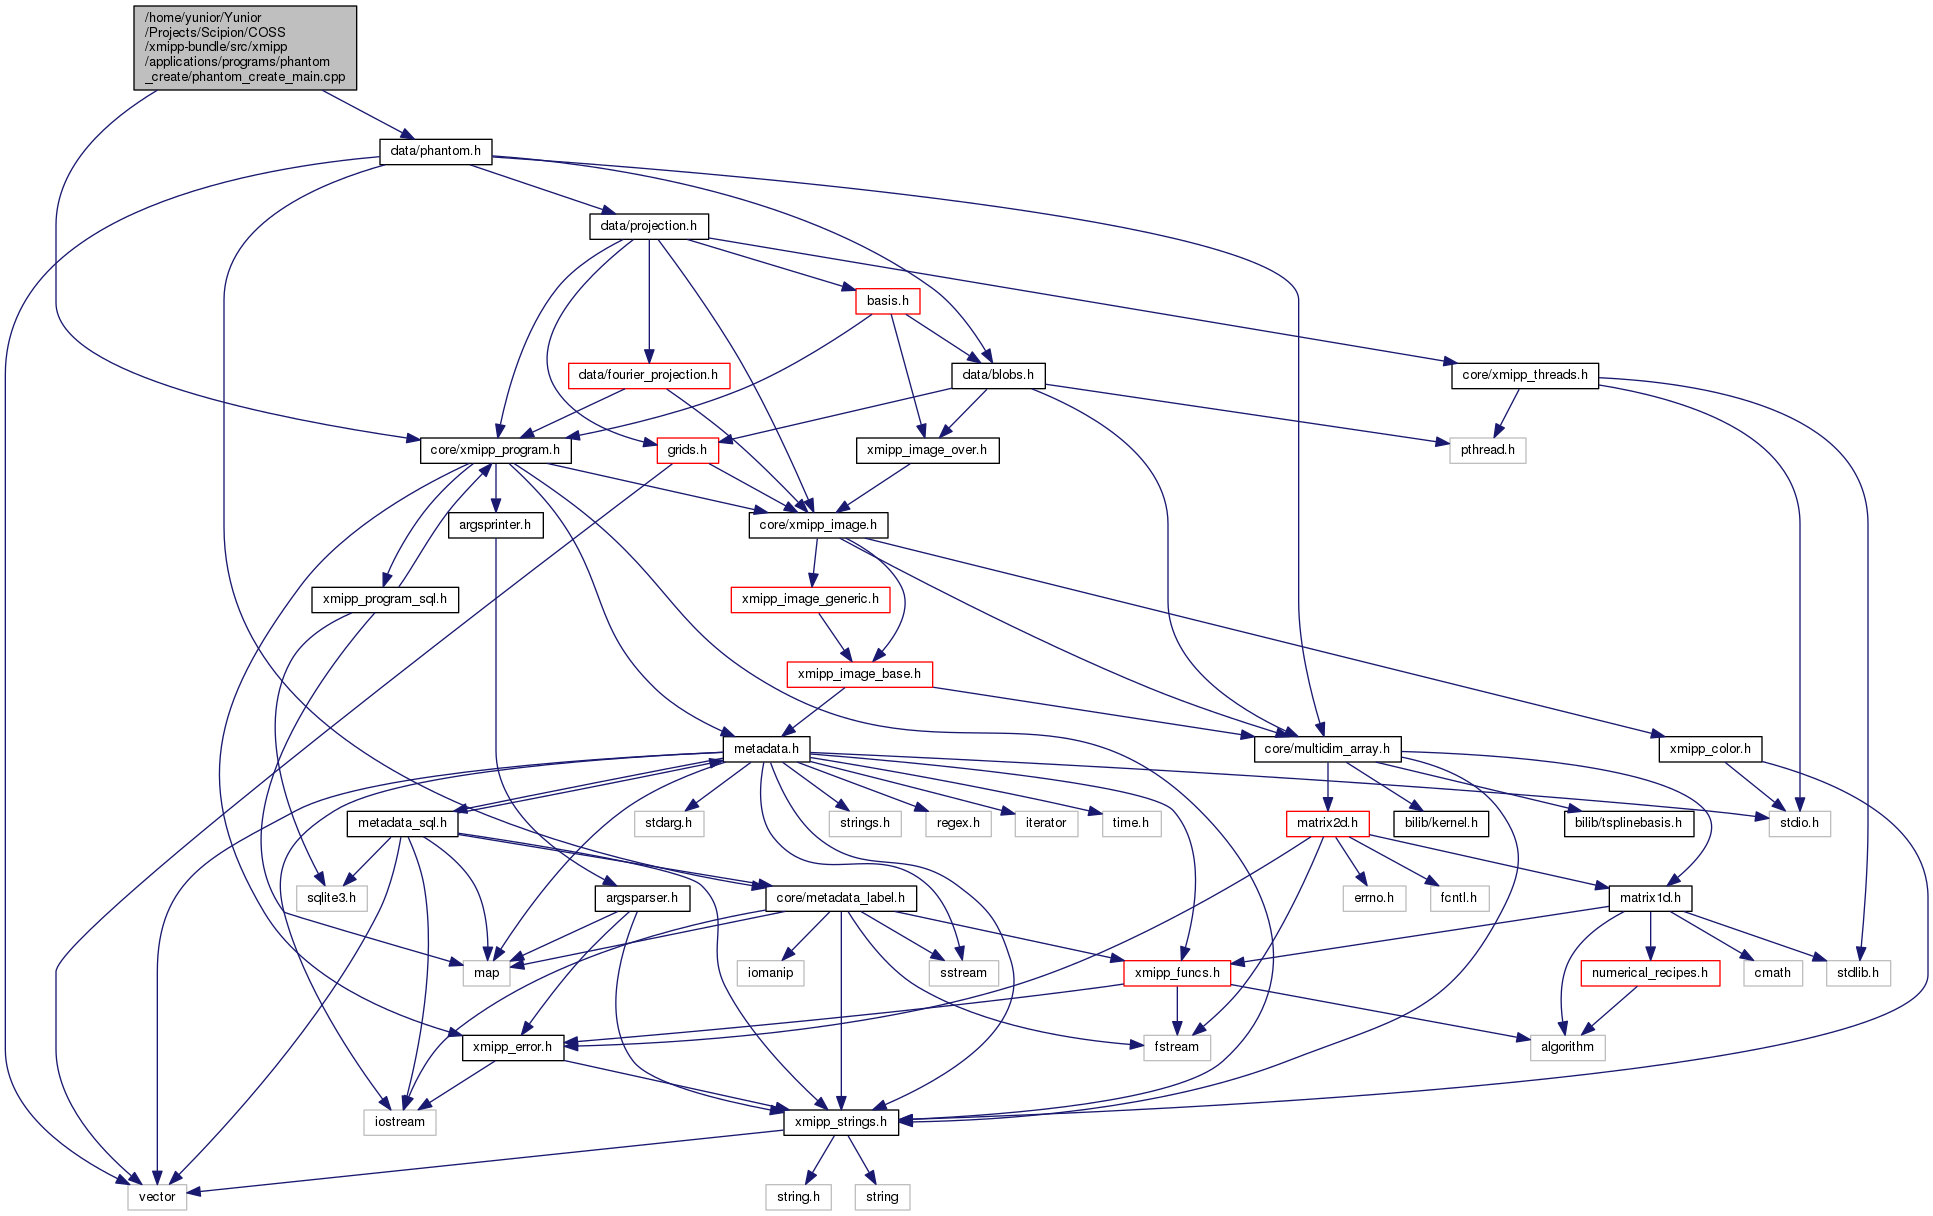 /home/yunior/Yunior
/Projects/Scipion/COSS
/xmipp-bundle/src/xmipp
/applications/programs/phantom
_create/phantom_create_main.cpp
data/phantom.h
data/projection.h
basis.h
data/fourier_projection.h
data/blobs.h
core/xmipp_threads.h
core/xmipp_program.h
grids.h
xmipp_image_over.h
pthread.h
argsprinter.h
core/xmipp_image.h
xmipp_program_sql.h
xmipp_image_generic.h
xmipp_image_base.h
metadata.h
core/multidim_array.h
xmipp_color.h
metadata_sql.h
stdarg.h
strings.h
regex.h
iterator
time.h
matrix2d.h
bilib/kernel.h
bilib/tsplinebasis.h
stdio.h
sqlite3.h
argsparser.h
core/metadata_label.h
errno.h
fcntl.h
matrix1d.h
map
iomanip
sstream
xmipp_funcs.h
numerical_recipes.h
cmath
stdlib.h
xmipp_error.h
fstream
algorithm
iostream
xmipp_strings.h
vector
string.h
string